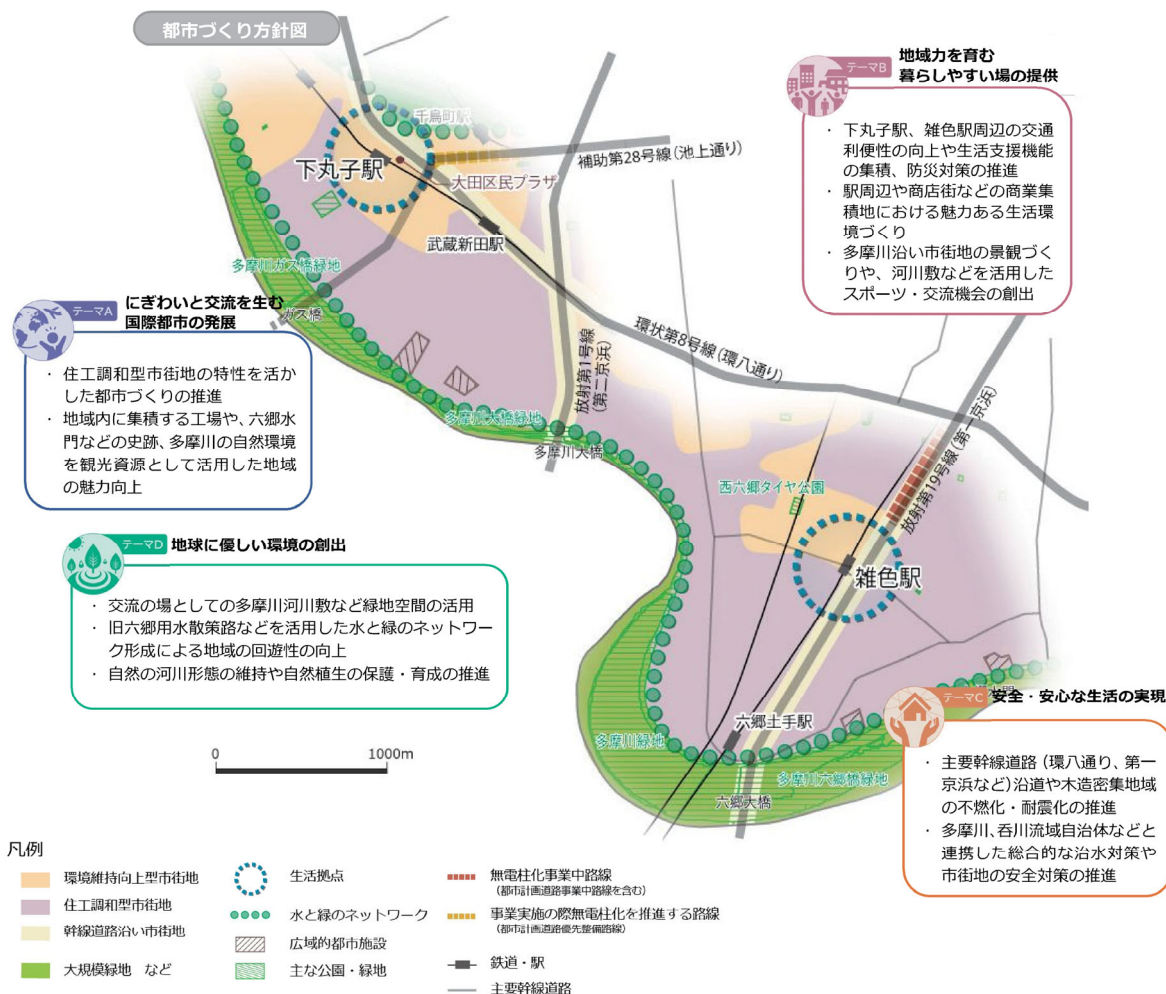 都市づくり方針図
テーマB
地域力を育む
暮らしやすい場の提供
・ 下丸子駅、雑色駅周辺の交通
利便性の向上や生活支援機能
の集積、防災対策の推進
・ 駅周辺や商店街などの商業集
積地における魅力ある生活環
境づくり
・ 多摩川沿い市街地の景観づく
りや、河川敷などを活用した
スポーツ・交流機会の創出
千鳥町駅
下丸子駅
補助第28号線(池上通り)
大田区民プラザ
武蔵新田駅
多摩川ガス橋緑地
ガス橋
テーマA
にぎわいと交流を生む
国際都市の発展
・ 住工調和型市街地の特性を活か
した都市づくりの推進
・ 地域内に集積する工場や、六郷水
門などの史跡、多摩川の自然環境
を観光資源として活用した地域
の魅力向上
環状第8号線(環八通り)
放射第1号線
(第二京浜)
多摩川大橋緑地
多摩川大橋
放射第19号線(第一京浜)
西六郷タイヤ公園
雑色駅
テーマD
地球に優しい環境の創出
・ 交流の場としての多摩川河川敷など緑地空間の活用
・ 旧六郷用水散策路などを活用した水と緑のネットワー
ク形成による地域の回遊性の向上
・ 自然の河川形態の維持や自然植生の保護・育成の推進
六郷土手駅
多摩川緑地
多摩川六郷橋緑地
六郷大橋
テーマC
安全・安心な生活の実現
・ 主要幹線道路(環八通り、第一
京浜など)沿道や木造密集地域
の不燃化・耐震化の推進
・ 多摩川、呑川流域自治体などと
連携した総合的な治水対策や
市街地の安全対策の推進
0
1000m
凡例
環境維持向上型市街地
住工調和型市街地
幹線道路沿い市街地
大規模緑地 など
生活拠点
水と緑のネットワーク
広域的都市施設
主な公園・緑地
無電柱化事業中路線
(都市計画道路事業中路線を含む)
事業実施の際無電柱化を推進する路線
(都市計画道路優先整備路線)
鉄道・駅
主要幹線道路